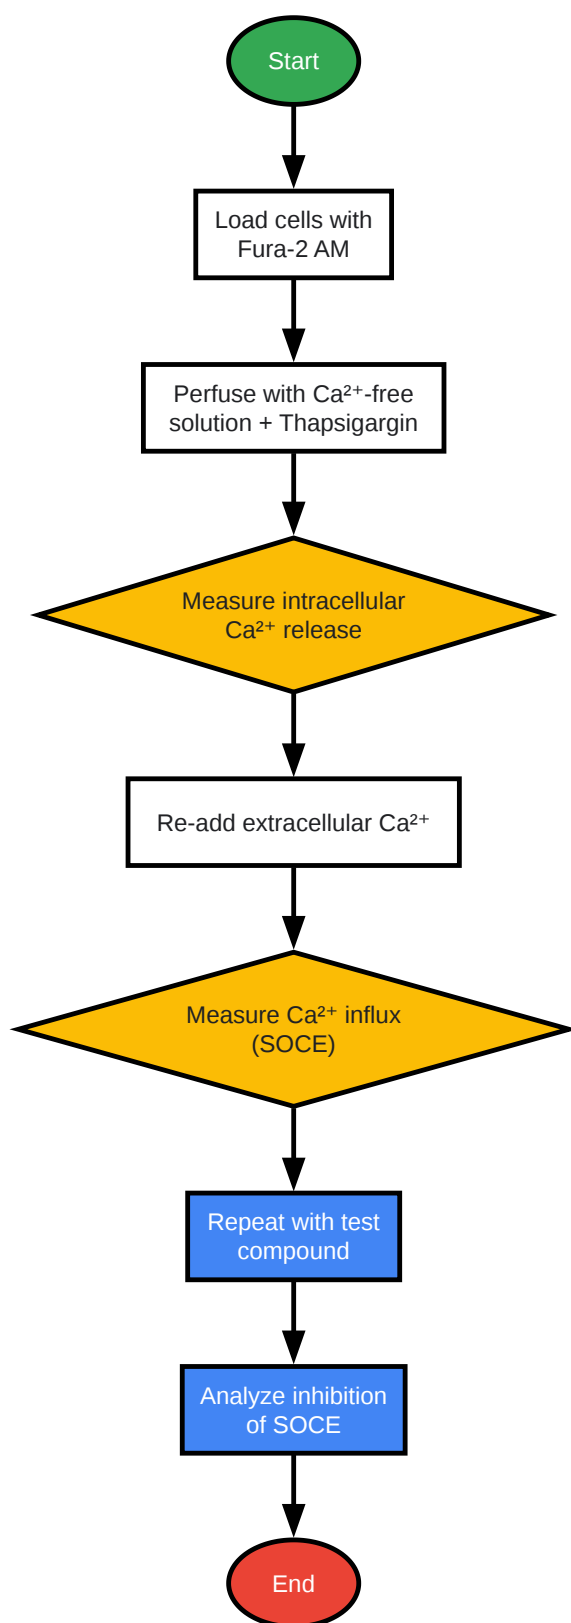 Start
Load cells with
Fura-2 AM
Perfuse with Ca²⁺-free
solution + Thapsigargin
Measure intracellular
Ca²⁺ release
Re-add extracellular Ca²⁺
Measure Ca²⁺ influx
(SOCE)
Repeat with test
compound
Analyze inhibition
of SOCE
End